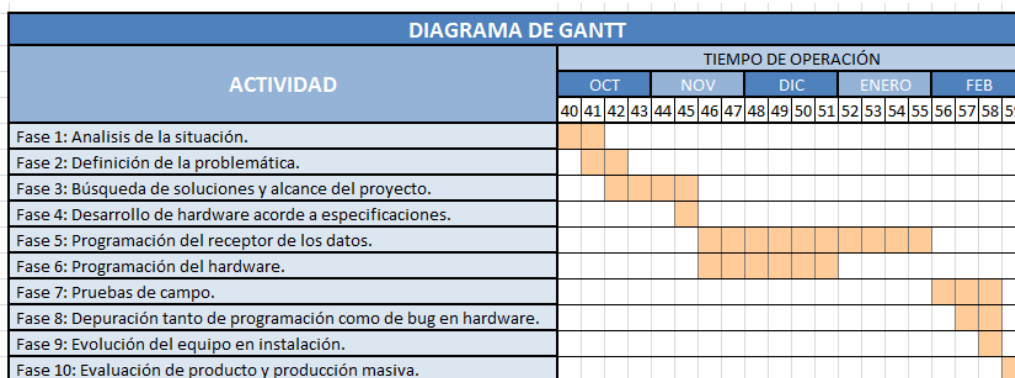 DIAGRAMA DE GANTT
ACTIVIDAD
TIEMPO DE OPERACIÓN
OCT NOV DIC ENERO FEB
40 41 42 43 44 45 46 47 48 49 50 51 52 53 54 55 56 57 58
Fase 1: Analisis de la situación.
Fase 2: Definición de la problemática.
Fase 3: Búsqueda de soluciones y alcance del proyecto.
Fase 4: Desarrollo de hardware acorde a especificaciones.
Fase 5: Programación del receptor de los datos.
Fase 6: Programación del hardware.
Fase 7: Pruebas de campo.
Fase 8: Depuración tanto de programación como de bug en hardware.
Fase 9: Evolución del equipo en instalación.
Fase 10: Evaluación de producto y producción masiva.